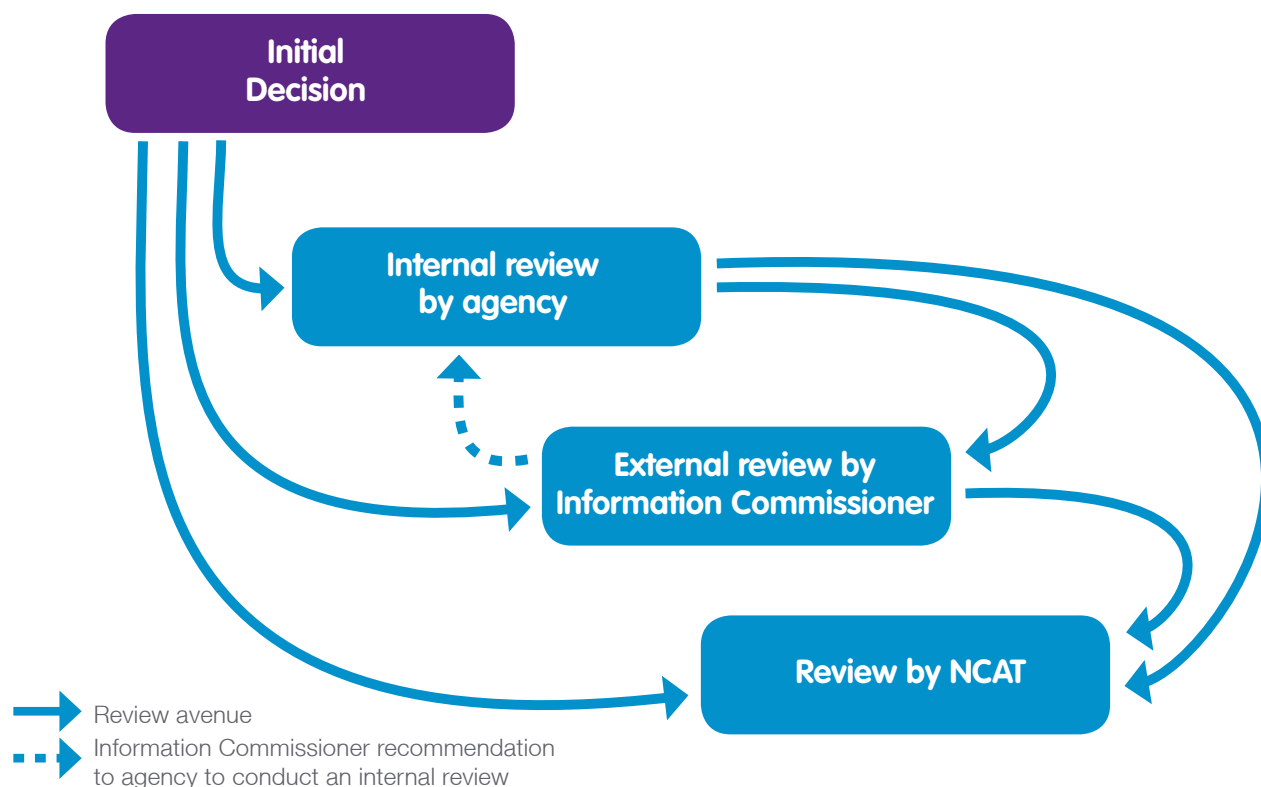 Initial
Decision
Internal review
by agency
External review by
Information Commissioner
Review by NCAT
Review avenue
Information Commissioner recommendation
to agency to conduct an internal review